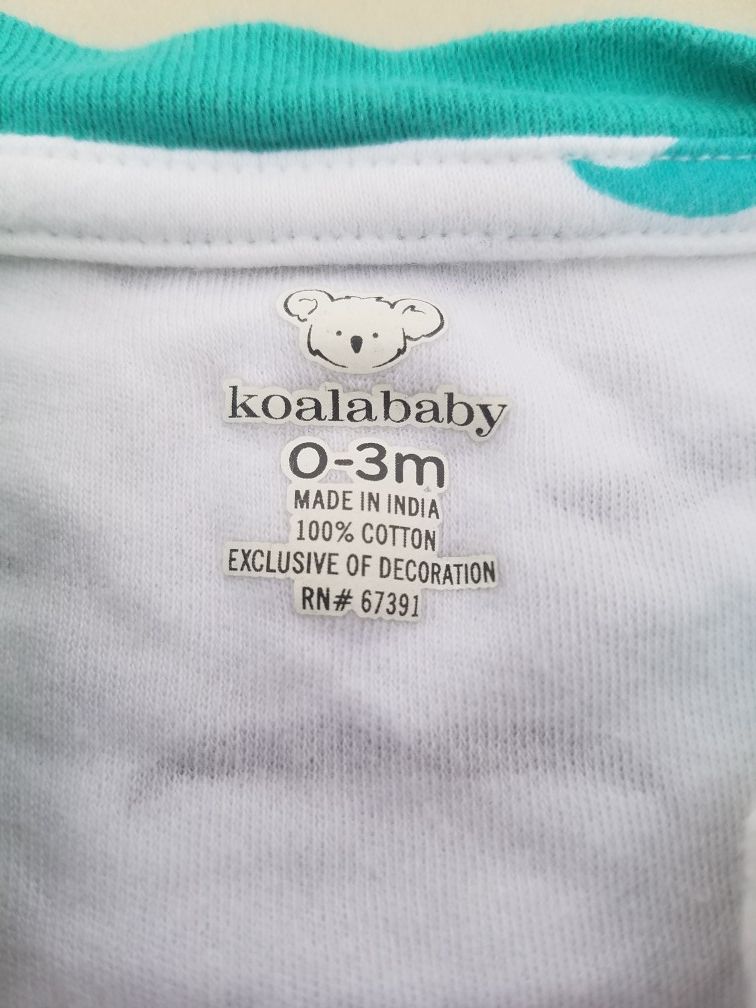 koalababy
0-3m
MADE IN INDIA
100% COTTON
EXCLUSIVE OF DECORATION
RN# 67391